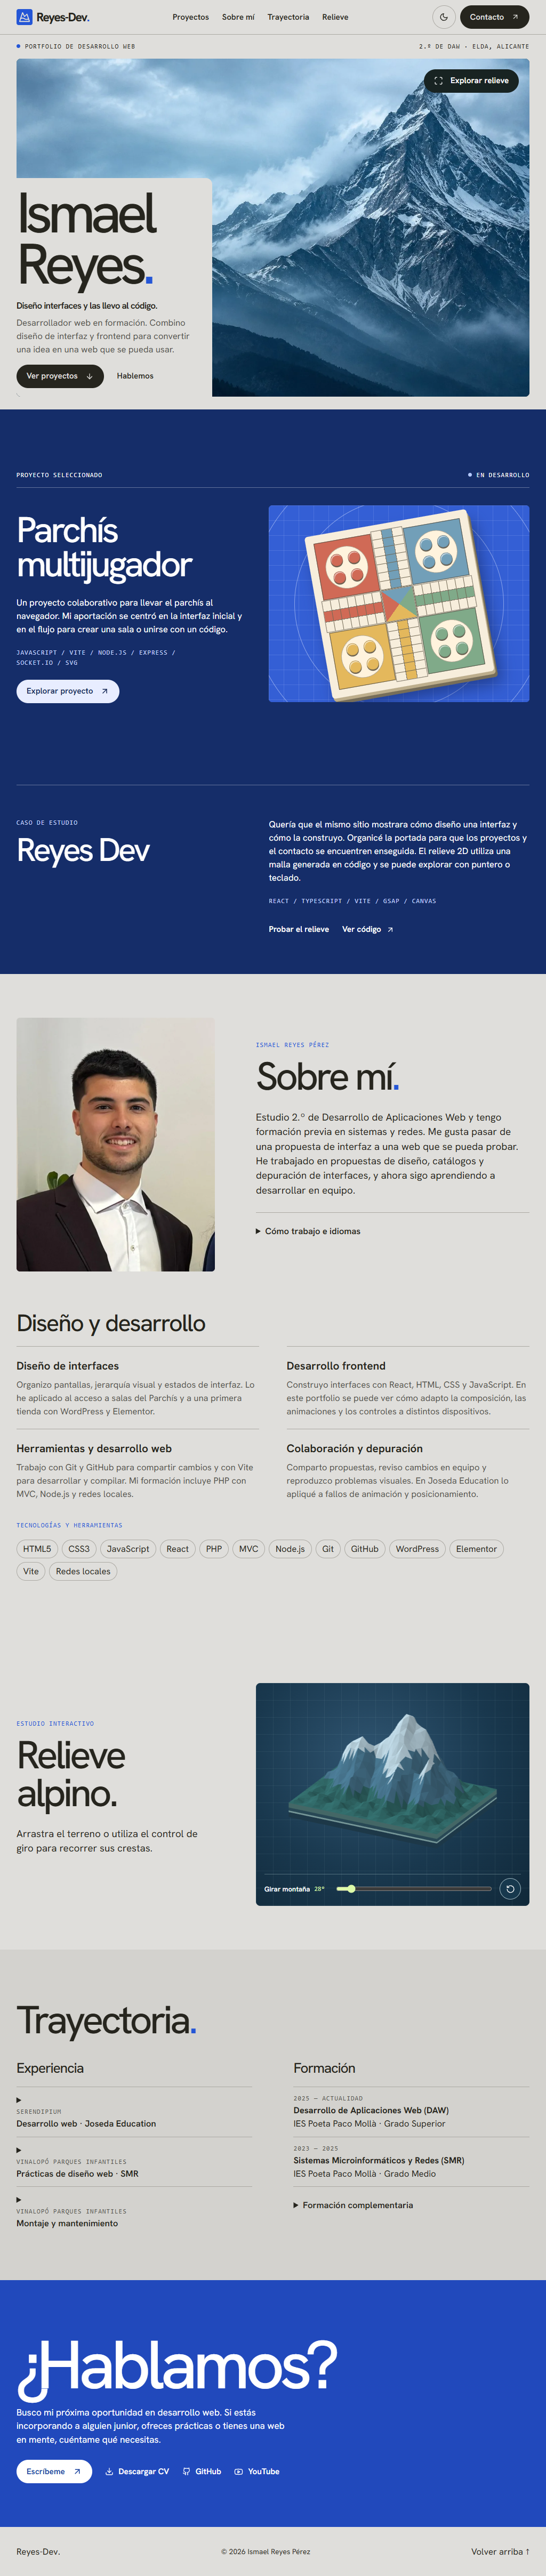 Reyes-Dev.
Proyectos Sobre mí Trayectoria Relieve
Contacto
PORTFOLIO DE DESARROLLO WEB
2.º DE DAW · ELDA, ALICANTE
Explorar relieve
Ismael
Reyes.
Diseño interfaces y las llevo al código.
Desarrollador web en formación. Combino
diseño de interfaz y frontend para convertir
una idea en una web que se pueda usar.
Ver proyectos ↓ Hablemos
PROYECTO SELECCIONADO
EN DESARROLLO
Parchís
multijugador
Un proyecto colaborativo para llevar el parchís al
navegador. Mi aportación se centró en la interfaz inicial y
en el flujo para crear una sala o unirse con un código.
JAVASCRIPT / VITE / NODE.JS / EXPRESS /
SOCKET.IO / SVG
Explorar proyecto
CASO DE ESTUDIO
Reyes Dev
Quería que el mismo sitio mostrara cómo diseño una interfaz y
cómo la construyo. Organicé la portada para que los proyectos y
el contacto se encuentren enseguida. El relieve 2D utiliza una
malla generada en código y se puede explorar con puntero o
teclado.
REACT / TYPESCRIPT / VITE / GSAP / CANVAS
Probar el relieve Ver código
ISMAEL REYES PÉREZ
Sobre mí.
Estudio 2.º de Desarrollo de Aplicaciones Web y tengo
formación previa en sistemas y redes. Me gusta pasar de
una propuesta de interfaz a una web que se pueda probar.
He trabajado en propuestas de diseño, catálogos y
depuración de interfaces, y ahora sigo aprendiendo a
desarrollar en equipo.
Cómo trabajo e idiomas
Diseño y desarrollo
Diseño de interfaces
Organizo pantallas, jerarquía visual y estados de interfaz. Lo
he aplicado al acceso a salas del Parchís y a una primera
tienda con WordPress y Elementor.
Desarrollo frontend
Construyo interfaces con React, HTML, CSS y JavaScript. En
este portfolio se puede ver cómo adapto la composición, las
animaciones y los controles a distintos dispositivos.
Herramientas y desarrollo web
Trabajo con Git y GitHub para compartir cambios y con Vite
para desarrollar y compilar. Mi formación incluye PHP con
MVC, Node.js y redes locales.
Colaboración y depuración
Comparto propuestas, reviso cambios en equipo y
reproduzco problemas visuales. En Joseda Education lo
apliqué a fallos de animación y posicionamiento.
TECNOLOGÍAS Y HERRAMIENTAS
HTML5 CSS3 JavaScript React PHP MVC Node.js Git GitHub WordPress Elementor
Vite Redes locales
ESTUDIO INTERACTIVO
Relieve
alpino.
Arrastra el terreno o utiliza el control de
giro para recorrer sus crestas.
Girar montaña 28°
Trayectoria.
Experiencia
SERENDIPIUM
Desarrollo web · Joseda Education
VINALOPÓ PARQUES INFANTILES
Prácticas de diseño web · SMR
VINALOPÓ PARQUES INFANTILES
Montaje y mantenimiento
Formación
2025 — ACTUALIDAD
Desarrollo de Aplicaciones Web (DAW)
IES Poeta Paco Mollà · Grado Superior
2023 — 2025
Sistemas Microinformáticos y Redes (SMR)
IES Poeta Paco Mollà · Grado Medio
Formación complementaria
¿Hablamos?
Busco mi próxima oportunidad en desarrollo web. Si estás
incorporando a alguien junior, ofreces prácticas o tienes una web
en mente, cuéntame qué necesitas.
Escríbeme Descargar CV GitHub YouTube
Reyes-Dev.
© 2026 Ismael Reyes Pérez
Volver arriba ↑